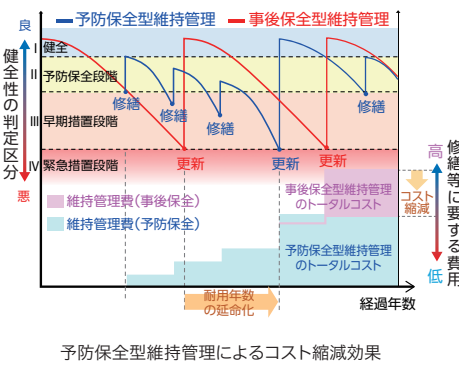 予防保全型維持管理 事後保全型維持管理
良
I 健全
II 予防保全段階
III 早期措置段階
IV 緊急措置段階
悪
健全性の判定区分
修繕
修繕
修繕
修繕
更新
更新
更新
維持管理費(事後保全)
維持管理費(予防保全)
事後保全型維持管理
のトータルコスト
予防保全型維持管理
のトータルコスト
高
コスト
縮減
低
修繕等に要する費用
耐用年数
の延命化
経過年数
予防保全型維持管理によるコスト縮減効果